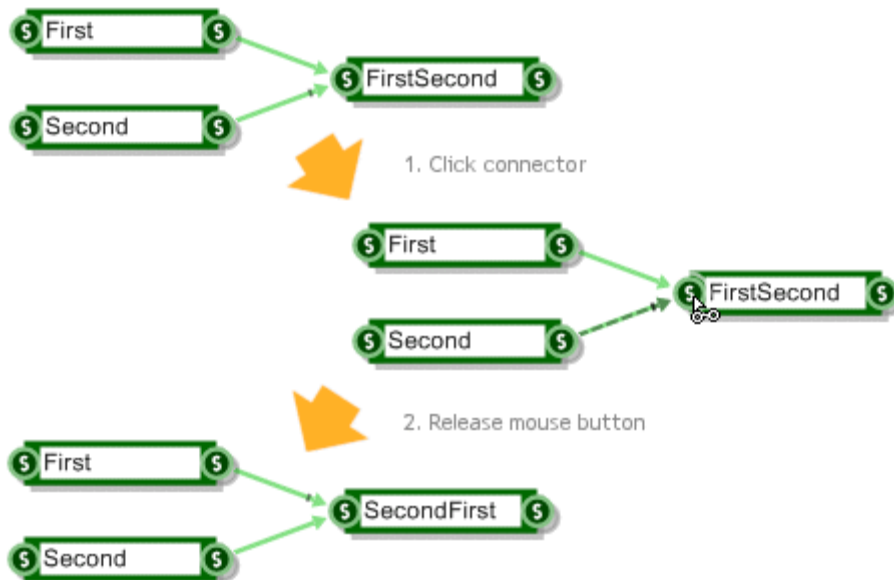 S First S
S FirstSecond S
S Second S
1. Click connector
S First S
S FirstSecond S
S Second S
2. Release mouse button
S First S
S SecondFirst S
S Second S